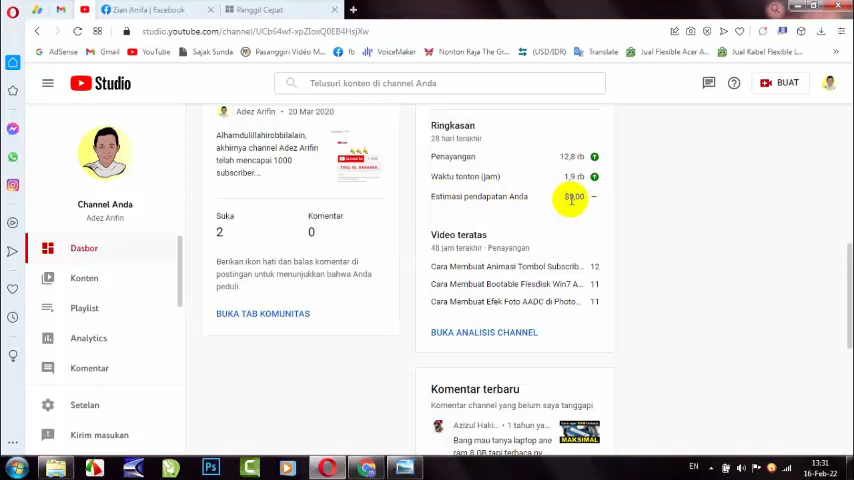 Zian Arrifa | Facebook
Panggil Cepat
studio.youtube.com/channel/UCb64wf-xpZIoxQ0EB4HsjXw
AdSense
Gmail
YouTube
Sajak Sunda
Pasanggiri Video M...
fb
VoiceMaker
Nonton Raja The Gr...
(USD/IDR)
Translate
Jual Flexible Acer A...
Jual Kabel Flexible L...
Studio
Telusuri konten di channel Anda
BUAT
Channel Anda
Adez Arifin
Dasbor
Konten
Playlist
Analytics
Komentar
Setelan
Kirim masukan
Adez Arifin • 20 Mar 2020
Alhamdulillahirobbilalain,
akhirnya channel Adez Arifin
telah mencapai 1000
subscriber....
Suka
Komentar
2
0
Berikan ikon hati dan balas komentar di
postingan untuk menunjukkan bahwa Anda
peduli.
BUKA TAB KOMUNITAS
Ringkasan
28 hari terakhir
Penayangan 12,8 rb
Waktu tonton (jam) 1,9 rb
Estimasi pendapatan Anda $0,00 —
Video teratas
48 jam terakhir · Penayangan
Cara Membuat Animasi Tombol Subscrib... 12
Cara Membuat Bootable Flesdisk Win7 A... 11
Cara Membuat Efek Foto AADC di Photo... 11
BUKA ANALISIS CHANNEL
Komentar terbaru
Komentar channel yang belum saya tanggapi
Azizul Haki... • 1 tahun ya...
Bang mau tanya laptop ane
ram 8 GB tapi terbaca ny
MAKSIMAL
EN
13:31
16-Feb-22